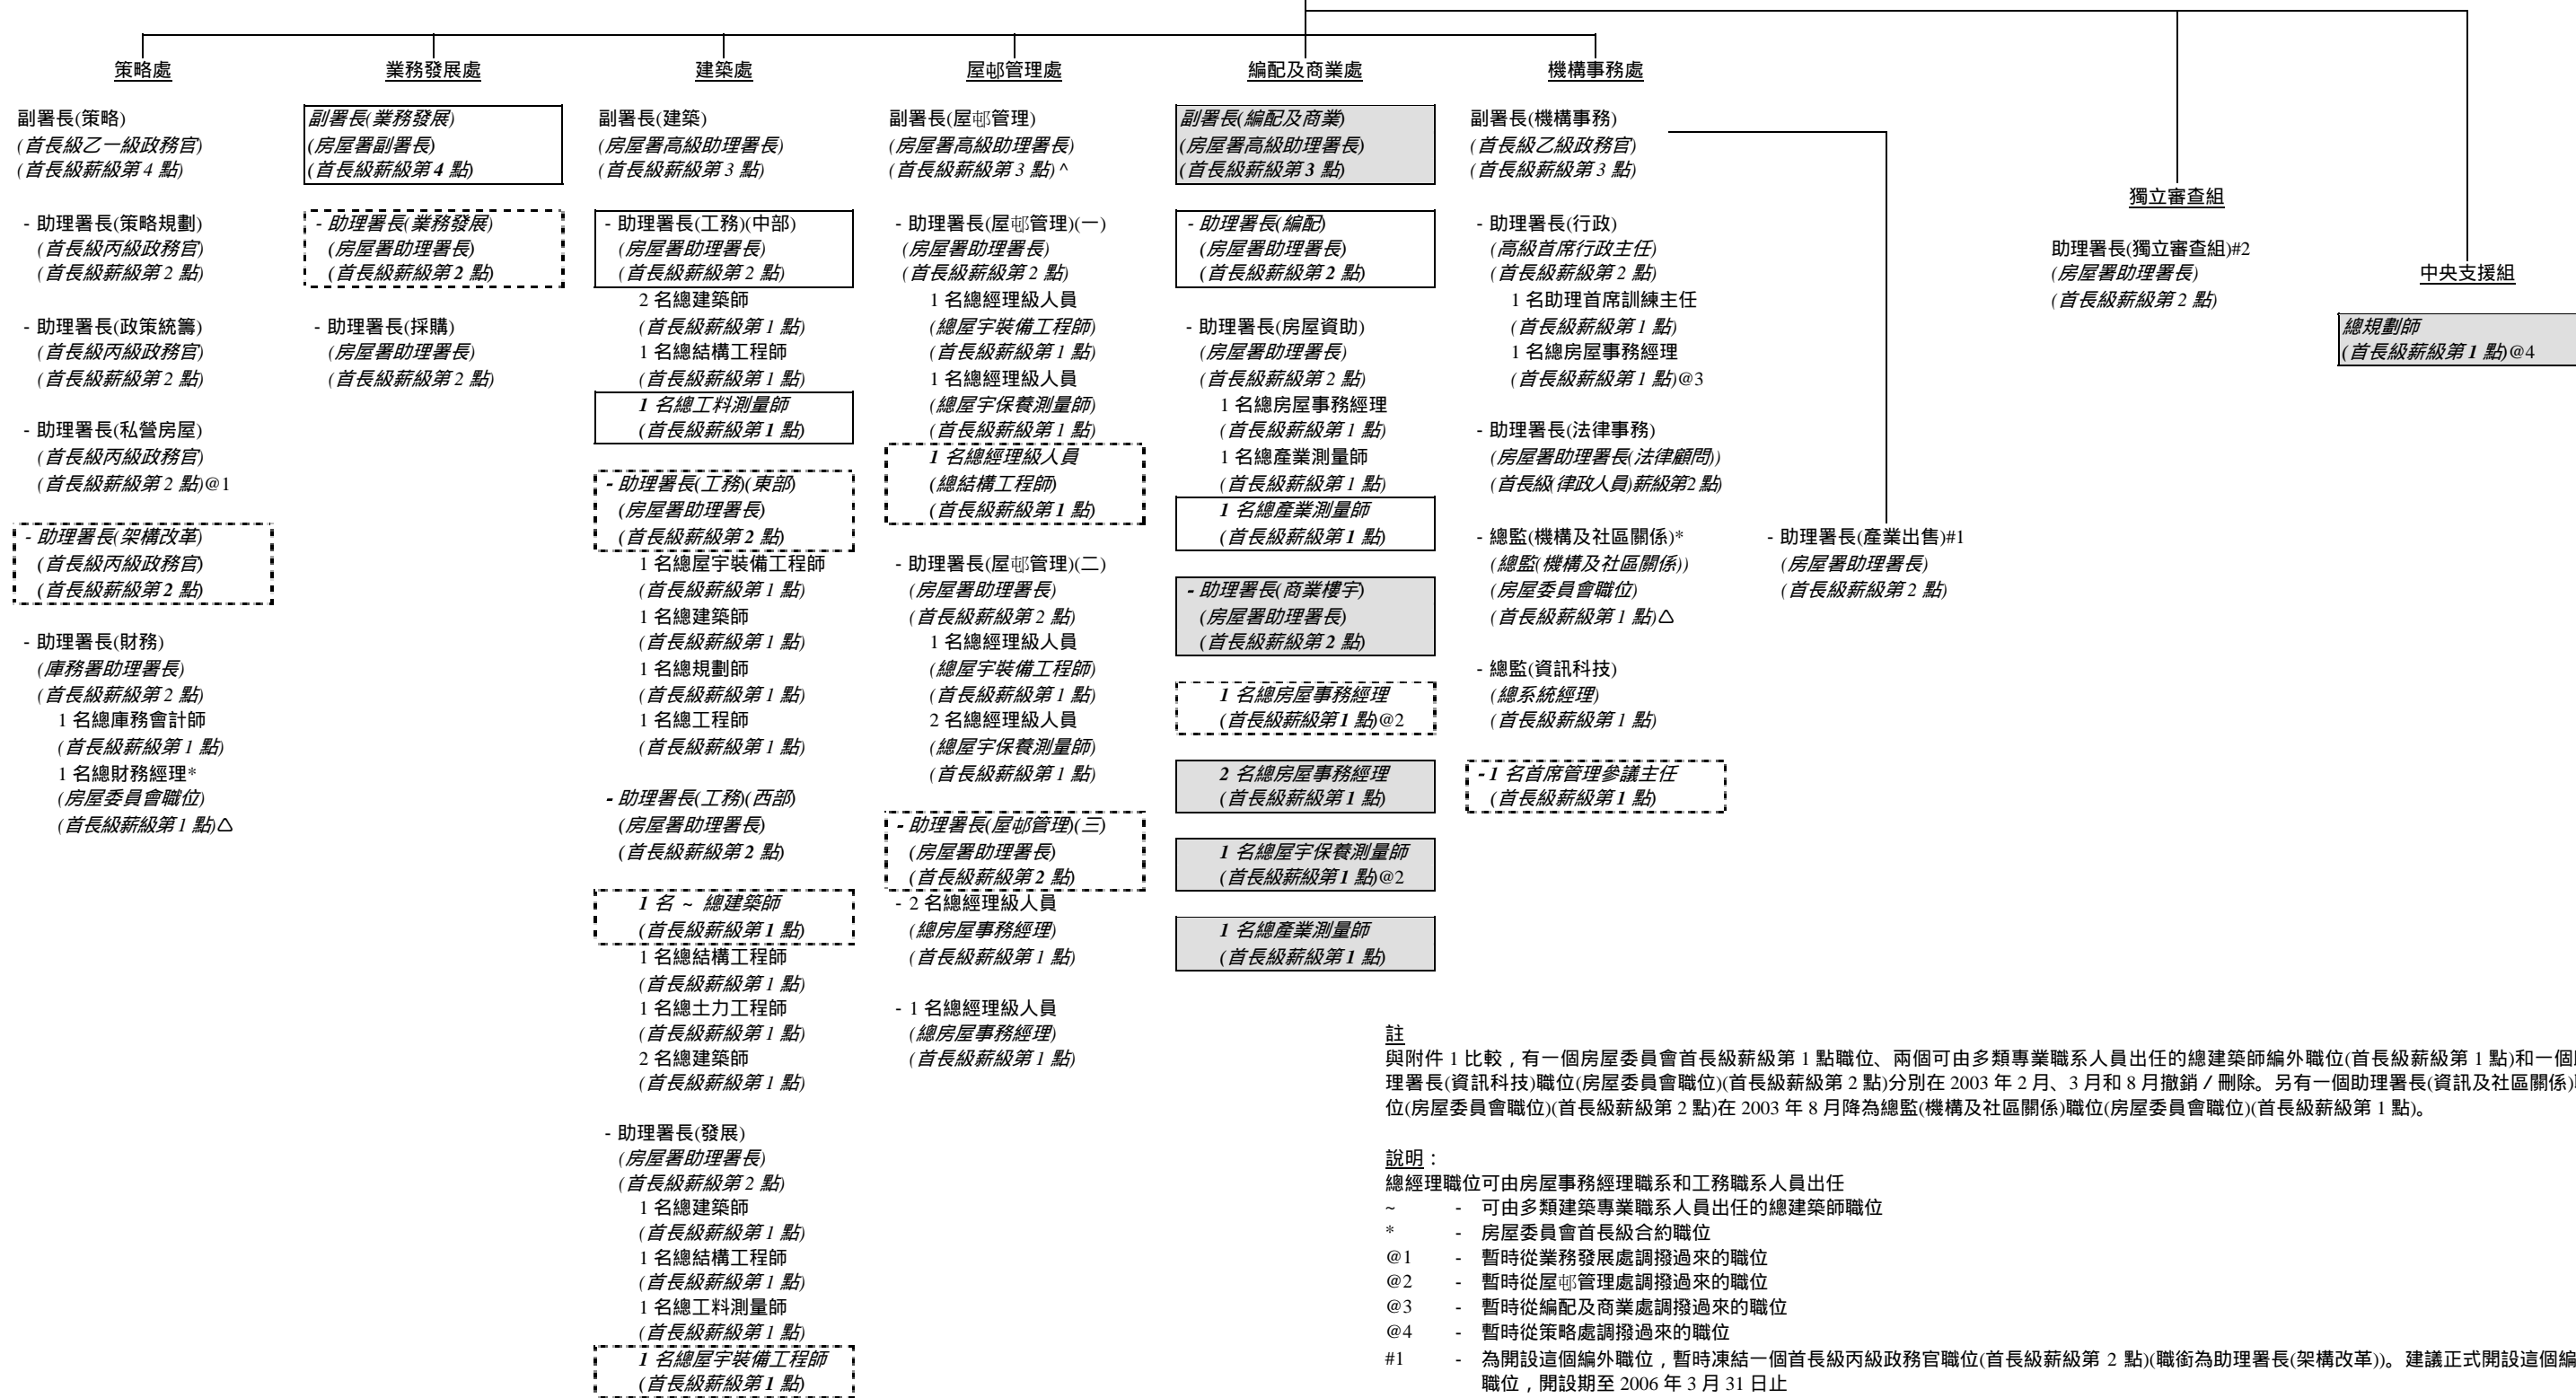 策略處
副署長(策略)
(首長級乙一級政務官)
(首長級薪級第 4 點)
- 助理署長(策略規劃)
(首長級丙級政務官)
(首長級薪級第 2 點)
- 助理署長(政策統籌)
(首長級丙級政務官)
(首長級薪級第 2 點)
- 助理署長(私營房屋)
(首長級丙級政務官)
(首長級薪級第 2 點)@1
- 助理署長(架構改革)
(首長級丙級政務官)
(首長級薪級第 2 點)
- 助理署長(財務)
(庫務署助理署長)
(首長級薪級第 2 點)
1 名總庫務會計師
(首長級薪級第 1 點)
1 名總財務經理*
(房屋委員會職位)
(首長級薪級第 1 點)△
業務發展處
副署長(業務發展)
(房屋署副署長)
(首長級薪級第 4 點)
- 助理署長(業務發展)
(房屋署助理署長)
(首長級薪級第 2 點)
- 助理署長(採購)
(房屋署助理署長)
(首長級薪級第 2 點)
建築處
副署長(建築)
(房屋署高級助理署長)
(首長級薪級第 3 點)
- 助理署長(工務)(中部)
(房屋署助理署長)
(首長級薪級第 2 點)
2 名總建築師
(首長級薪級第 1 點)
1 名總結構工程師
(首長級薪級第 1 點)
1 名總工料測量師
(首長級薪級第 1 點)
- 助理署長(工務)(東部)
(房屋署助理署長)
(首長級薪級第 2 點)
1 名總屋宇裝備工程師
(首長級薪級第 1 點)
1 名總建築師
(首長級薪級第 1 點)
1 名總規劃師
(首長級薪級第 1 點)
1 名總工程師
(首長級薪級第 1 點)
- 助理署長(工務)(西部)
(房屋署助理署長)
(首長級薪級第 2 點)
1 名 ~ 總建築師
(首長級薪級第 1 點)
1 名總結構工程師
(首長級薪級第 1 點)
1 名總土力工程師
(首長級薪級第 1 點)
2 名總建築師
(首長級薪級第 1 點)
- 助理署長(發展)
(房屋署助理署長)
(首長級薪級第 2 點)
1 名總建築師
(首長級薪級第 1 點)
1 名總結構工程師
(首長級薪級第 1 點)
1 名總工料測量師
(首長級薪級第 1 點)
1 名總屋宇裝備工程師
(首長級薪級第 1 點)
屋邨管理處
副署長(屋邨管理)
(房屋署高級助理署長)
(首長級薪級第 3 點) ^
- 助理署長(屋邨管理)(一)
(房屋署助理署長)
(首長級薪級第 2 點)
1 名總經理級人員
(總屋宇裝備工程師)
(首長級薪級第 1 點)
1 名總經理級人員
(總屋宇保養測量師)
(首長級薪級第 1 點)
1 名總經理級人員
(總結構工程師)
(首長級薪級第 1 點)
- 助理署長(屋邨管理)(二)
(房屋署助理署長)
(首長級薪級第 2 點)
1 名總經理級人員
(總屋宇裝備工程師)
(首長級薪級第 1 點)
2 名總經理級人員
(總屋宇保養測量師)
(首長級薪級第 1 點)
- 助理署長(屋邨管理)(三)
(房屋署助理署長)
(首長級薪級第 2 點)
- 2 名總經理級人員
(總房屋事務經理)
(首長級薪級第 1 點)
- 1 名總經理級人員
(總房屋事務經理)
(首長級薪級第 1 點)
編配及商業處
副署長(編配及商業)
(房屋署高級助理署長)
(首長級薪級第 3 點)
- 助理署長(編配)
(房屋署助理署長)
(首長級薪級第 2 點)
- 助理署長(房屋資助)
(房屋署助理署長)
(首長級薪級第 2 點)
1 名總房屋事務經理
(首長級薪級第 1 點)
1 名總產業測量師
(首長級薪級第 1 點)
1 名總產業測量師
(首長級薪級第 1 點)
- 助理署長(商業樓宇)
(房屋署助理署長)
(首長級薪級第 2 點)
1 名總房屋事務經理
(首長級薪級第 1 點)@2
2 名總房屋事務經理
(首長級薪級第 1 點)
1 名總屋宇保養測量師
(首長級薪級第 1 點)@2
1 名總產業測量師
(首長級薪級第 1 點)
機構事務處
副署長(機構事務)
(首長級乙級政務官)
(首長級薪級第 3 點)
- 助理署長(行政)
(高級首席行政主任)
(首長級薪級第 2 點)
1 名助理首席訓練主任
(首長級薪級第 1 點)
1 名總房屋事務經理
(首長級薪級第 1 點)@3
- 助理署長(法律事務)
(房屋署助理署長(法律顧問))
(首長級(律政人員)薪級第2 點)
- 總監(機構及社區關係)*
(總監(機構及社區關係))
(房屋委員會職位)
(首長級薪級第 1 點)△
- 總監(資訊科技)
(總系統經理)
(首長級薪級第 1 點)
- 1 名首席管理參議主任
(首長級薪級第 1 點)
- 助理署長(產業出售)#1
(房屋署助理署長)
(首長級薪級第 2 點)
獨立審查組
助理署長(獨立審查組)#2
(房屋署助理署長)
(首長級薪級第 2 點)
中央支援組
總規劃師
(首長級薪級第 1 點)@4
註
與附件 1 比較，有一個房屋委員會首長級薪級第 1 點職位、兩個可由多類專業職系人員出任的總建築師編外職位(首長級薪級第 1 點)和一個
理署長(資訊科技)職位(房屋委員會職位)(首長級薪級第 2 點)分別在 2003 年 2 月、3 月和 8 月撤銷／刪除。另有一個助理署長(資訊及社區關係)
位(房屋委員會職位)(首長級薪級第 2 點)在 2003 年 8 月降為總監(機構及社區關係)職位(房屋委員會職位)(首長級薪級第 1 點)。
說明：
總經理職位可由房屋事務經理職系和工務職系人員出任
~ - 可由多類建築專業職系人員出任的總建築師職位
* - 房屋委員會首長級合約職位
@1 - 暫時從業務發展處調撥過來的職位
@2 - 暫時從屋邨管理處調撥過來的職位
@3 - 暫時從編配及商業處調撥過來的職位
@4 - 暫時從策略處調撥過來的職位
#1 - 為開設這個編外職位，暫時凍結一個首長級丙級政務官職位(首長級薪級第 2 點)(職銜為助理署長(架構改革))。建議正式開設這個編
職位，開設期至 2006 年 3 月 31 日止